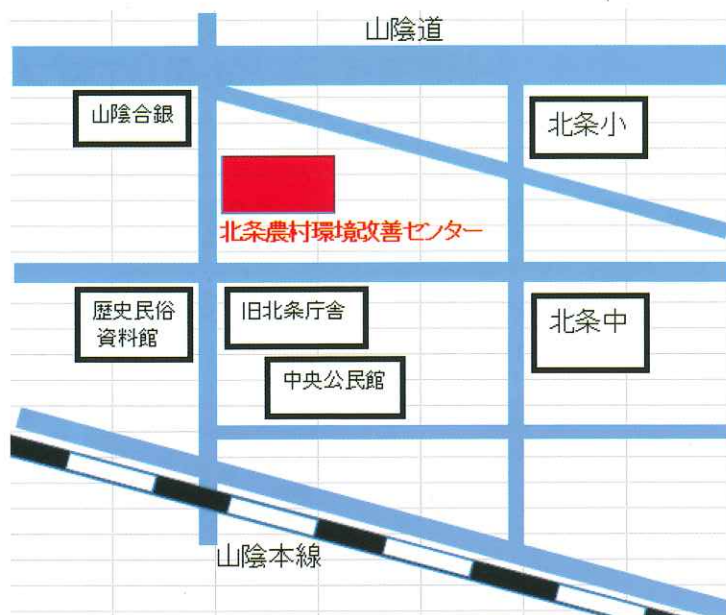 山陰道
山陰合銀
北条小
北条農村環境改善センター
歴史民俗
資料館
旧北条庁舎
北条中
中央公民館
山陰本線